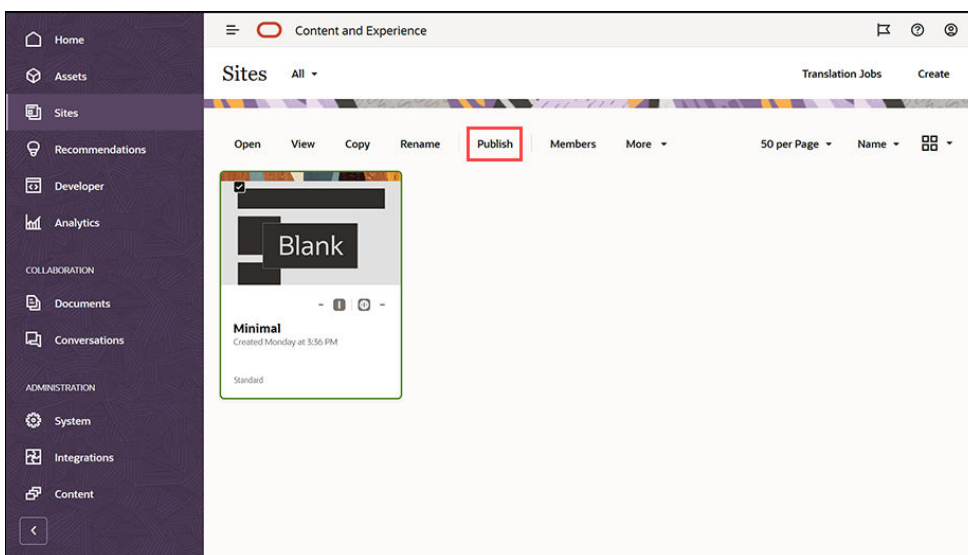 Home
Assets
Sites
Recommendations
Developer
Analytics
COLLABORATION
Documents
Conversations
ADMINISTRATION
System
Integrations
Content
Content and Experience
Sites All
Translation Jobs Create
Open View Copy Rename Publish Members More 50 per Page Name
Blank
Minimal
Created Monday at 3:36 PM
Standard